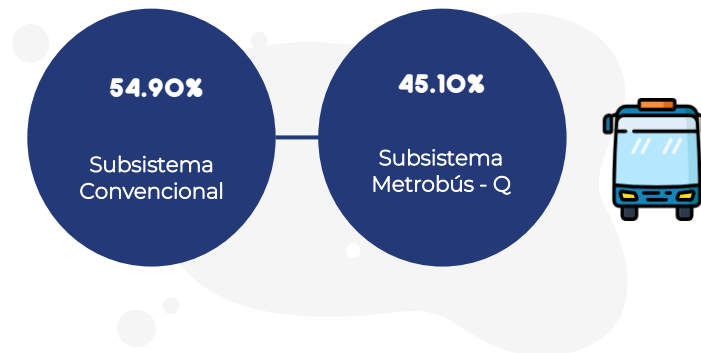 54.90%
Subsistema
Convencional
45.10%
Subsistema
Metrobús - Q